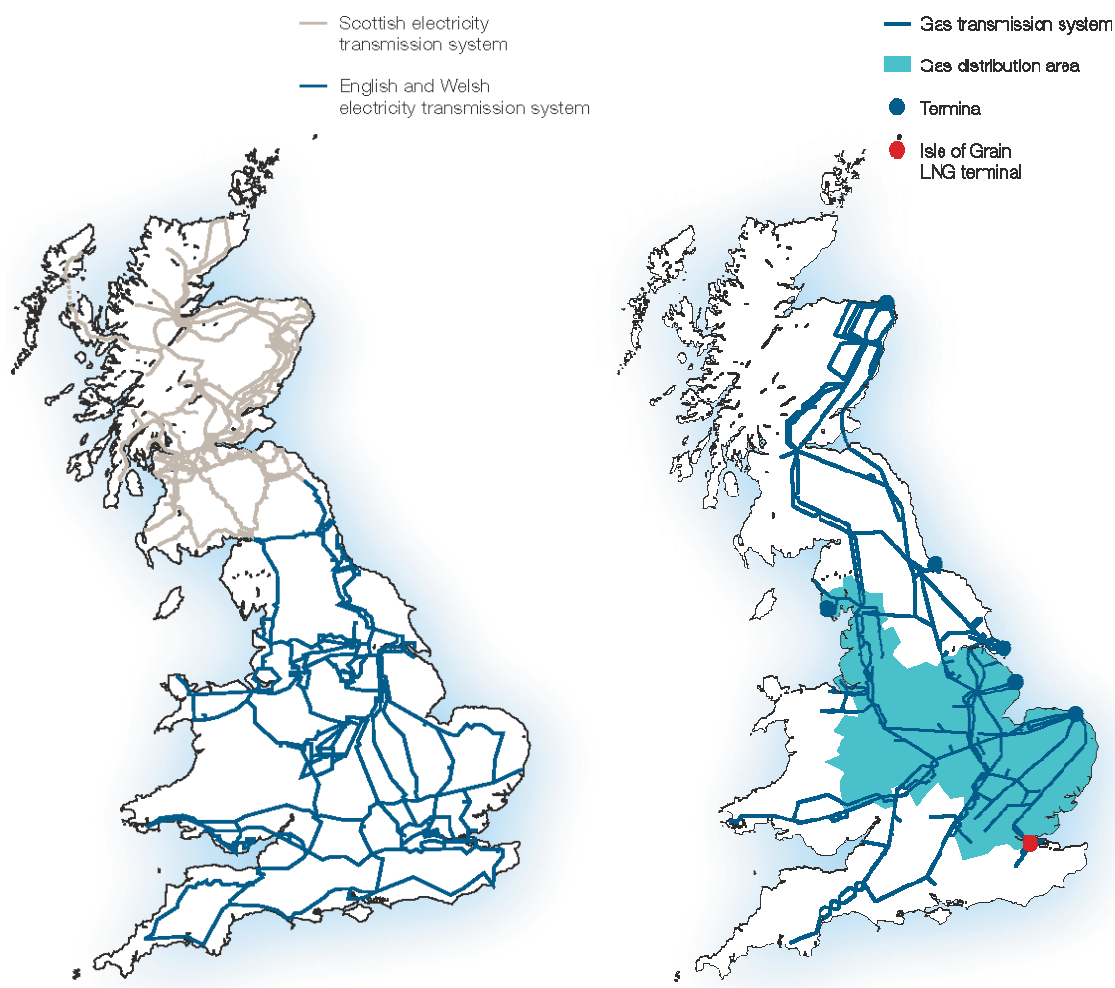 Scottish electricity
transmission system
English and Welsh
electricity transmission system
Gas transmission system
Gas distribution area
Termina
Isle of Grain
LNG terminal